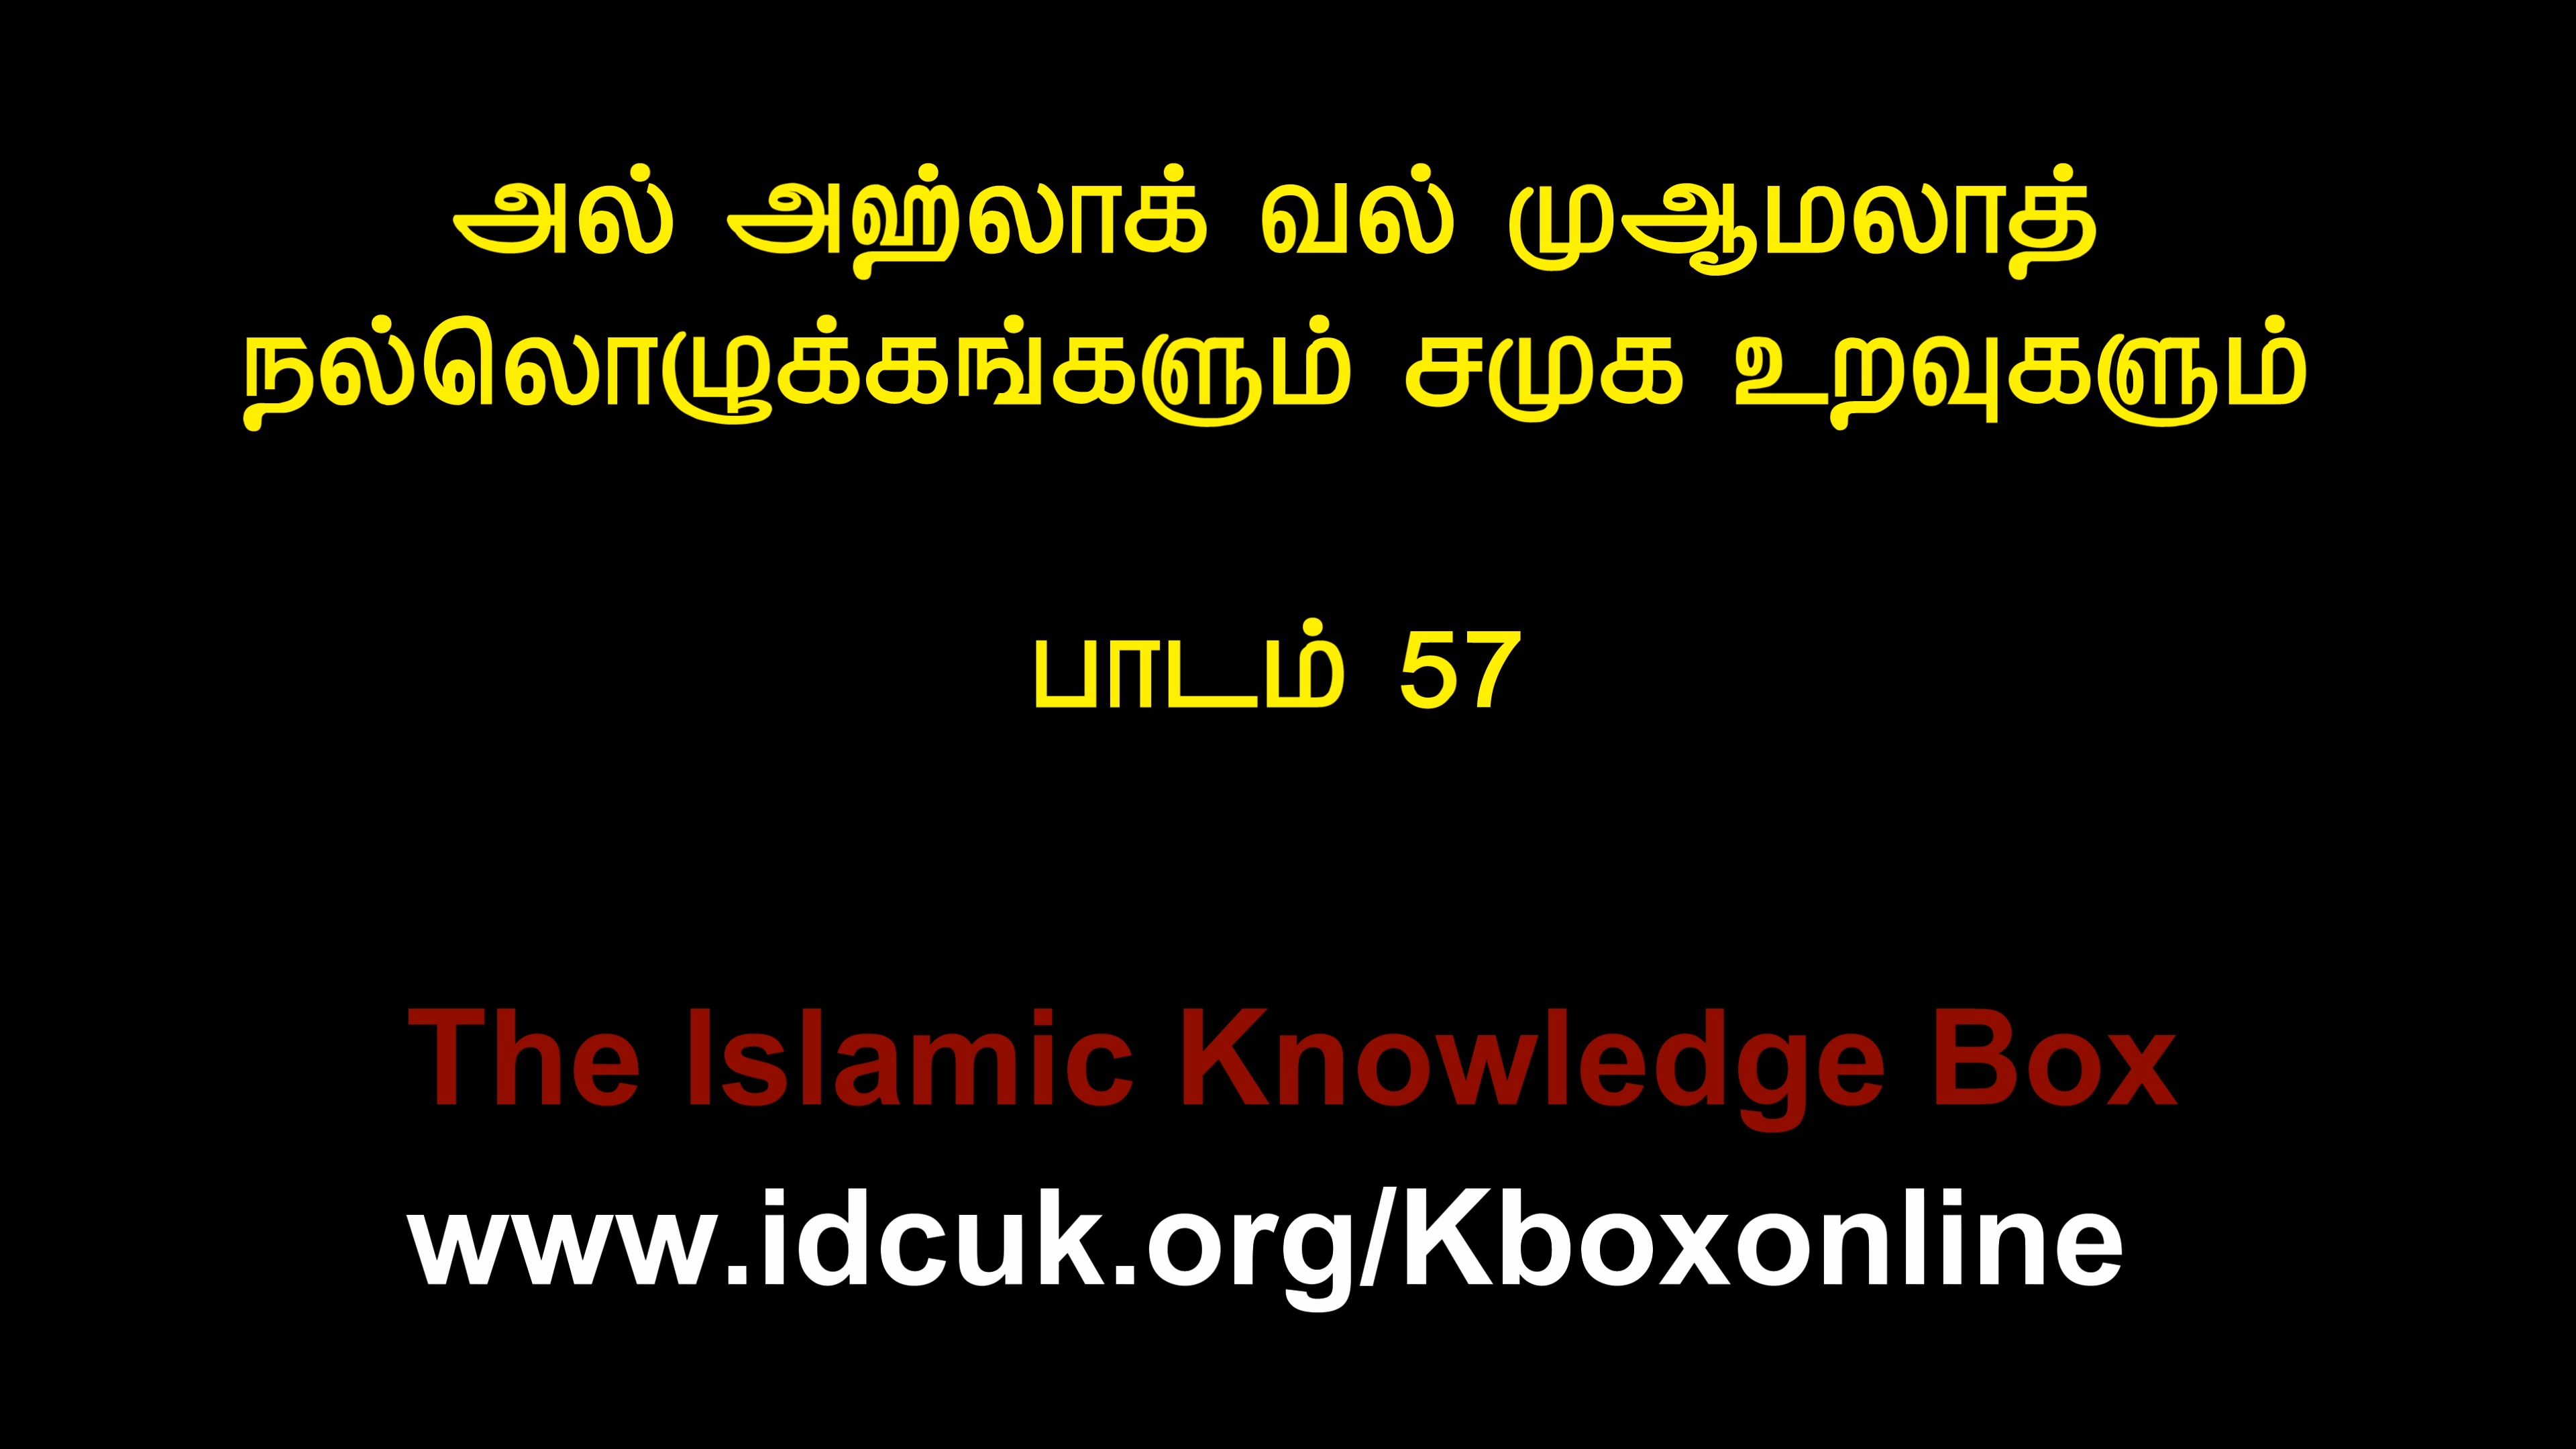 அல் அஹ்லாக் வல் முஆமலாத்
நல்லொழுக்கங்களும் சமுக உறவுகளும்
பாடம் 57
The Islamic Knowledge Box
www.idcuk.org/Kboxonline